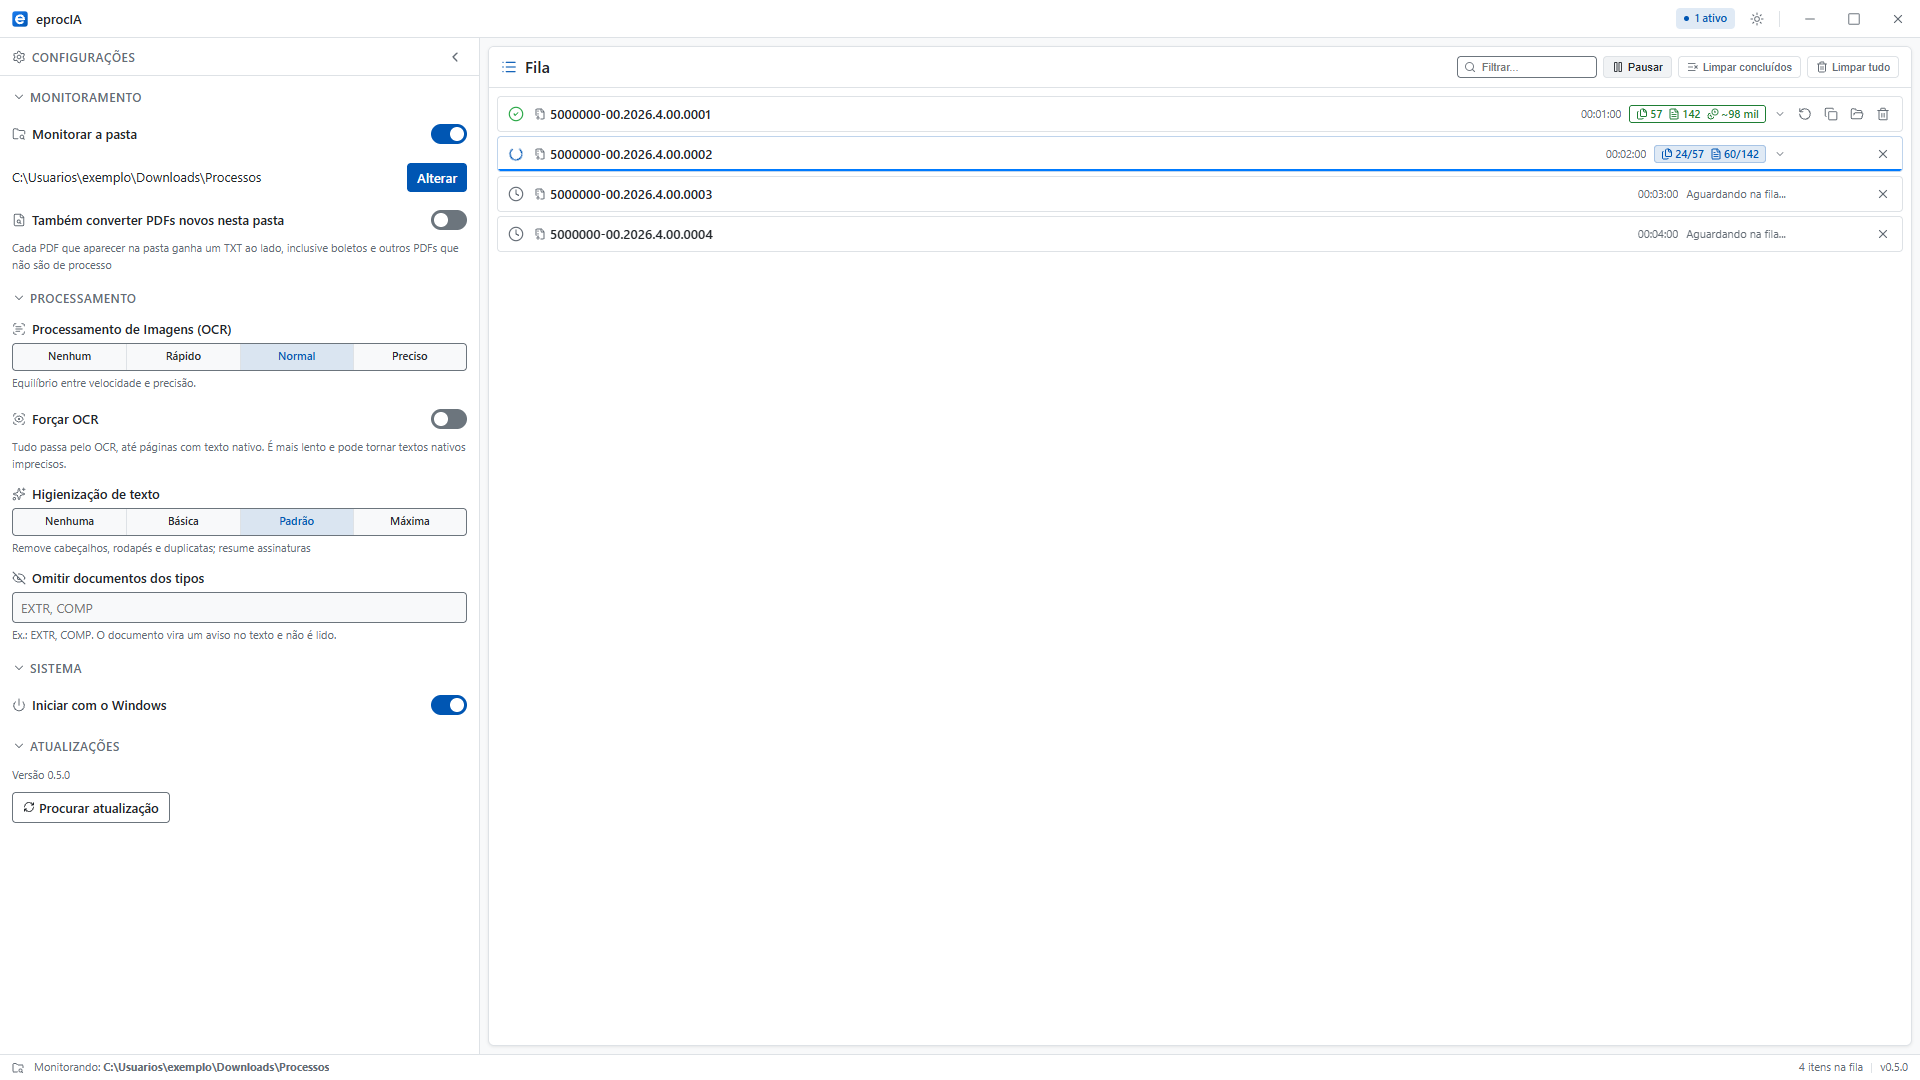 eprocIA
1 ativo
CONFIGURAÇÕES
MONITORAMENTO
Monitorar a pasta
C:\Usuarios\exemplo\Downloads\Processos
Alterar
Também converter PDFs novos nesta pasta
Cada PDF que aparecer na pasta ganha um TXT ao lado, inclusive boletos e outros PDFs que
não são de processo
PROCESSAMENTO
Processamento de Imagens (OCR)
Nenhum Rápido Normal Preciso
Equilíbrio entre velocidade e precisão.
Forçar OCR
Tudo passa pelo OCR, até páginas com texto nativo. É mais lento e pode tornar textos nativos
imprecisos.
Higienização de texto
Nenhuma Básica Padrão Máxima
Remove cabeçalhos, rodapés e duplicatas; resume assinaturas
Omitir documentos dos tipos
EXTR, COMP
Ex.: EXTR, COMP. O documento vira um aviso no texto e não é lido.
SISTEMA
Iniciar com o Windows
ATUALIZAÇÕES
Versão 0.5.0
Procurar atualização
Fila
Filtrar... Pausar Limpar concluídos Limpar tudo
5000000-00.2026.4.00.0001 00:01:00 57 142 ~98 mil
5000000-00.2026.4.00.0002 00:02:00 24/57 60/142
5000000-00.2026.4.00.0003 00:03:00 Aguardando na fila...
5000000-00.2026.4.00.0004 00:04:00 Aguardando na fila...
Monitorando: C:\Usuarios\exemplo\Downloads\Processos
4 itens na fila v0.5.0